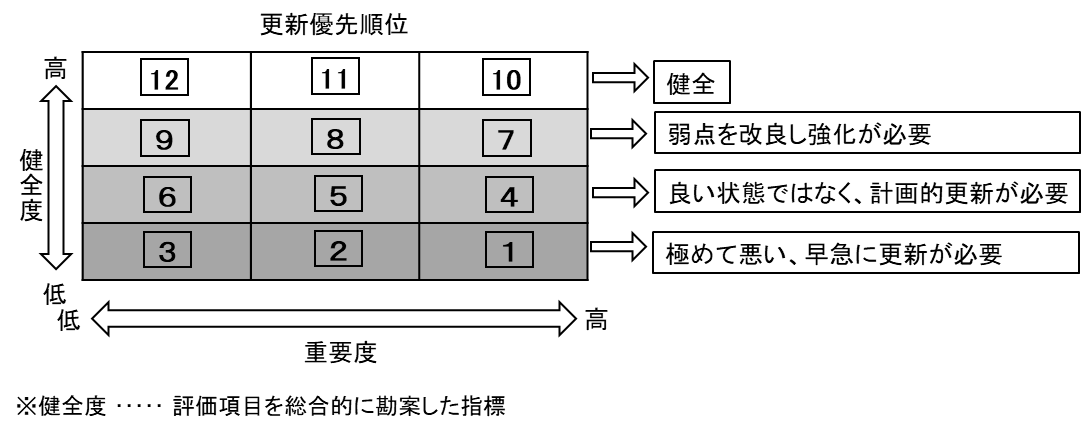 更新優先順位
高
12 11 10
健全
9 8 7
弱点を改良し強化が必要
健全度
6 5 4
良い状態ではなく、計画的更新が必要
3 2 1
極めて悪い、早急に更新が必要
低
低
高
重要度
※健全度 ‥‥‥ 評価項目を総合的に勘案した指標